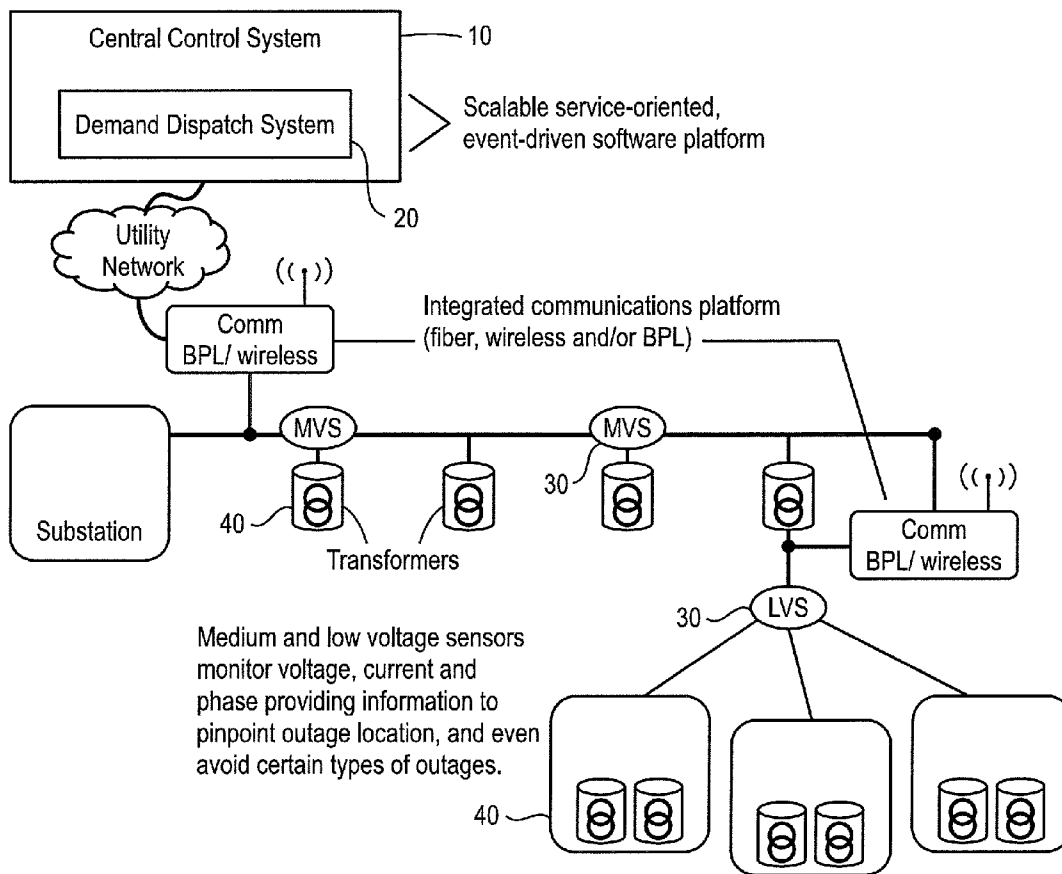 Central Control System
10
Demand Dispatch System
Scalable service-oriented,
event-driven software platform
20
Utility
Network
((·))
Comm
BPL/ wireless
Integrated communications platform
(fiber, wireless and/or BPL)
MVS
MVS
30
((·))
40
Substation
Transformers
Comm
BPL/ wireless
30
LVS
Medium and low voltage sensors
monitor voltage, current and
phase providing information to
pinpoint outage location, and even
avoid certain types of outages.
40